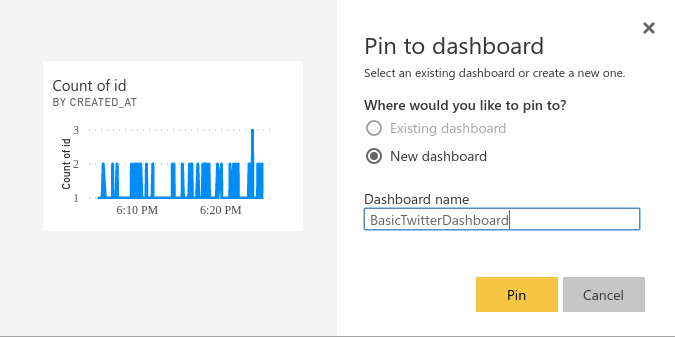 Count of id
BY CREATED_AT
Count of id
3
2
1
6:10 PM 6:20 PM
Pin to dashboard
Select an existing dashboard or create a new one.
Where would you like to pin to?
Existing dashboard
New dashboard
Dashboard name
BasicTwitterDashboard
Pin Cancel